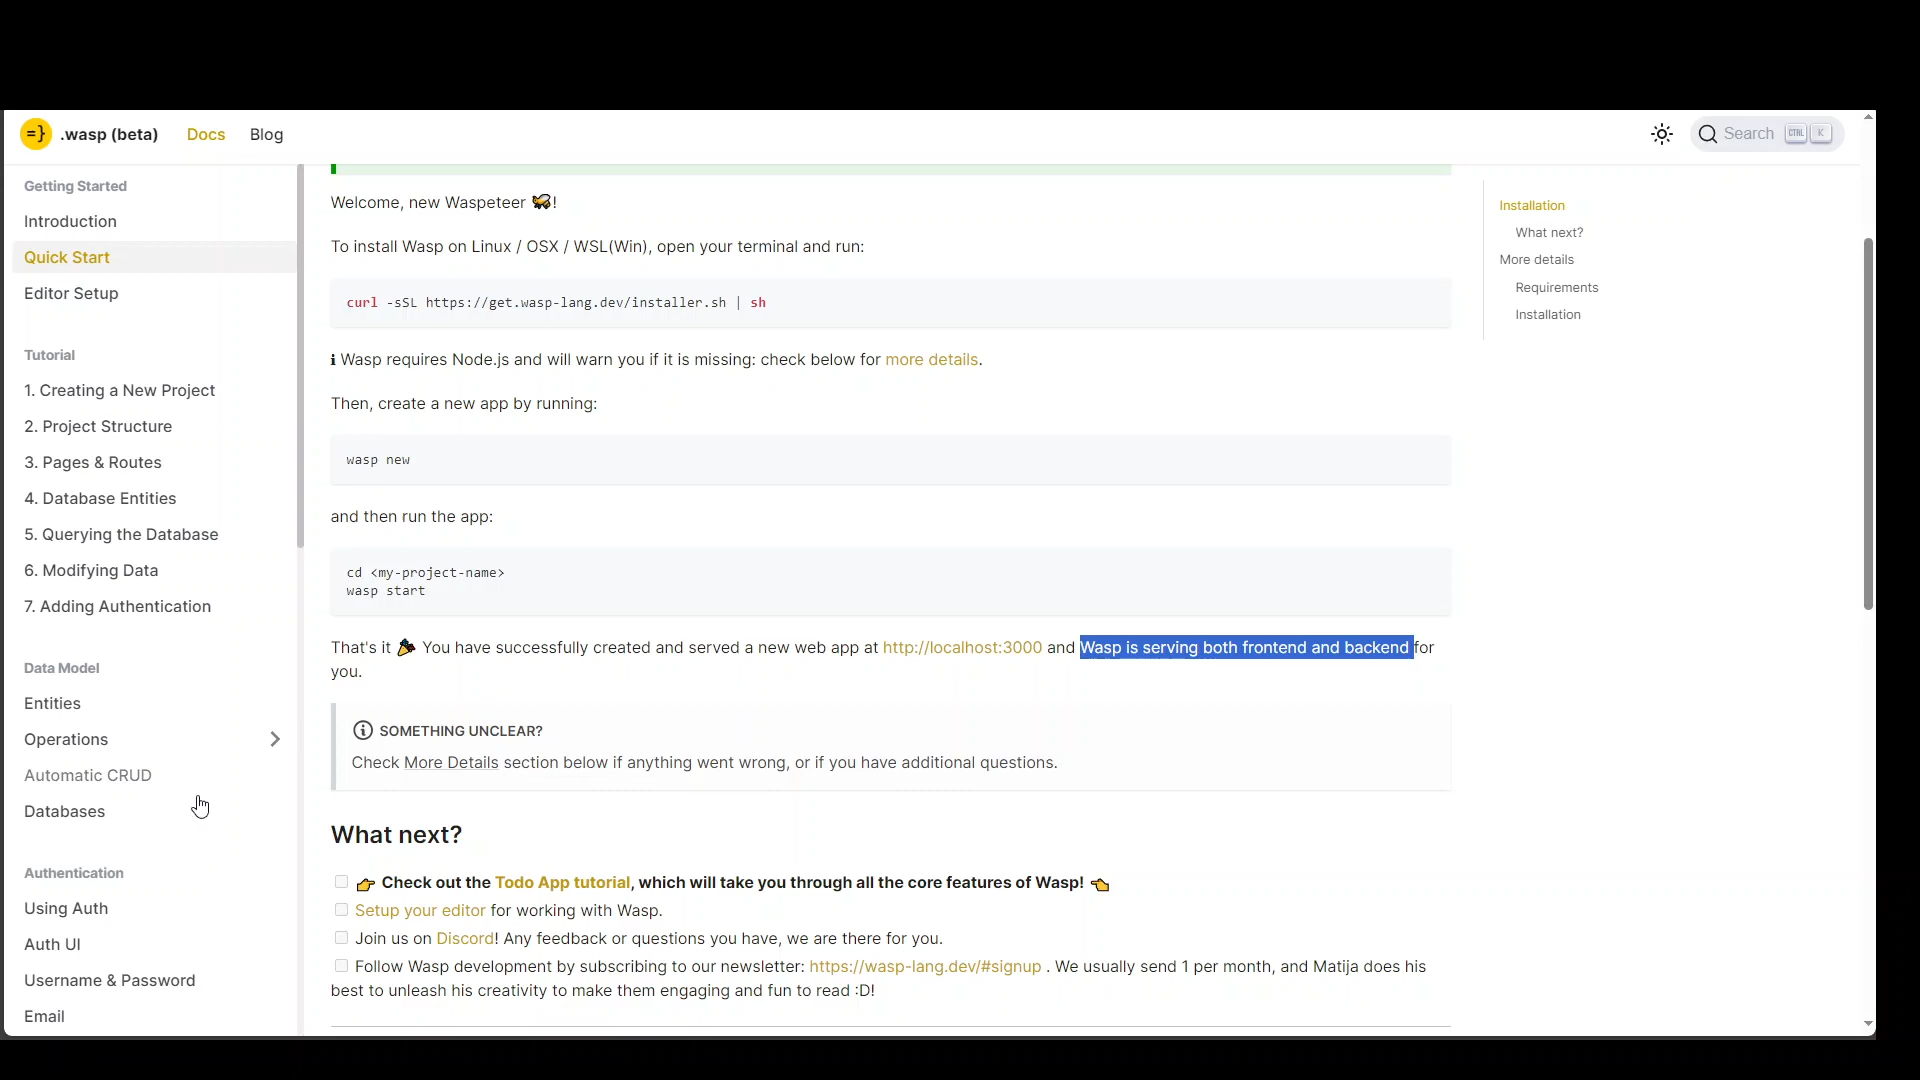 =} .wasp (beta) Docs Blog Search CTRL K
Getting Started
Introduction
Quick Start
Editor Setup
Tutorial
1. Creating a New Project
2. Project Structure
3. Pages & Routes
4. Database Entities
5. Querying the Database
6. Modifying Data
7. Adding Authentication
Data Model
Entities
Operations
Automatic CRUD
Databases
Authentication
Using Auth
Auth UI
Username & Password
Email
Welcome, new Waspeteer 🐝!
To install Wasp on Linux / OSX / WSL(Win), open your terminal and run:
curl -sSL https://get.wasp-lang.dev/installer.sh | sh
ℹ Wasp requires Node.js and will warn you if it is missing: check below for more details.
Then, create a new app by running:
wasp new
and then run the app:
cd <my-project-name>
wasp start
That's it 🎉 You have successfully created and served a new web app at http://localhost:3000 and Wasp is serving both frontend and backend for
you.
SOMETHING UNCLEAR?
Check More Details section below if anything went wrong, or if you have additional questions.
What next?
👉 Check out the Todo App tutorial, which will take you through all the core features of Wasp! 👈
Setup your editor for working with Wasp.
Join us on Discord! Any feedback or questions you have, we are there for you.
Follow Wasp development by subscribing to our newsletter: https://wasp-lang.dev/#signup . We usually send 1 per month, and Matija does his
best to unleash his creativity to make them engaging and fun to read :D!
Installation
What next?
More details
Requirements
Installation